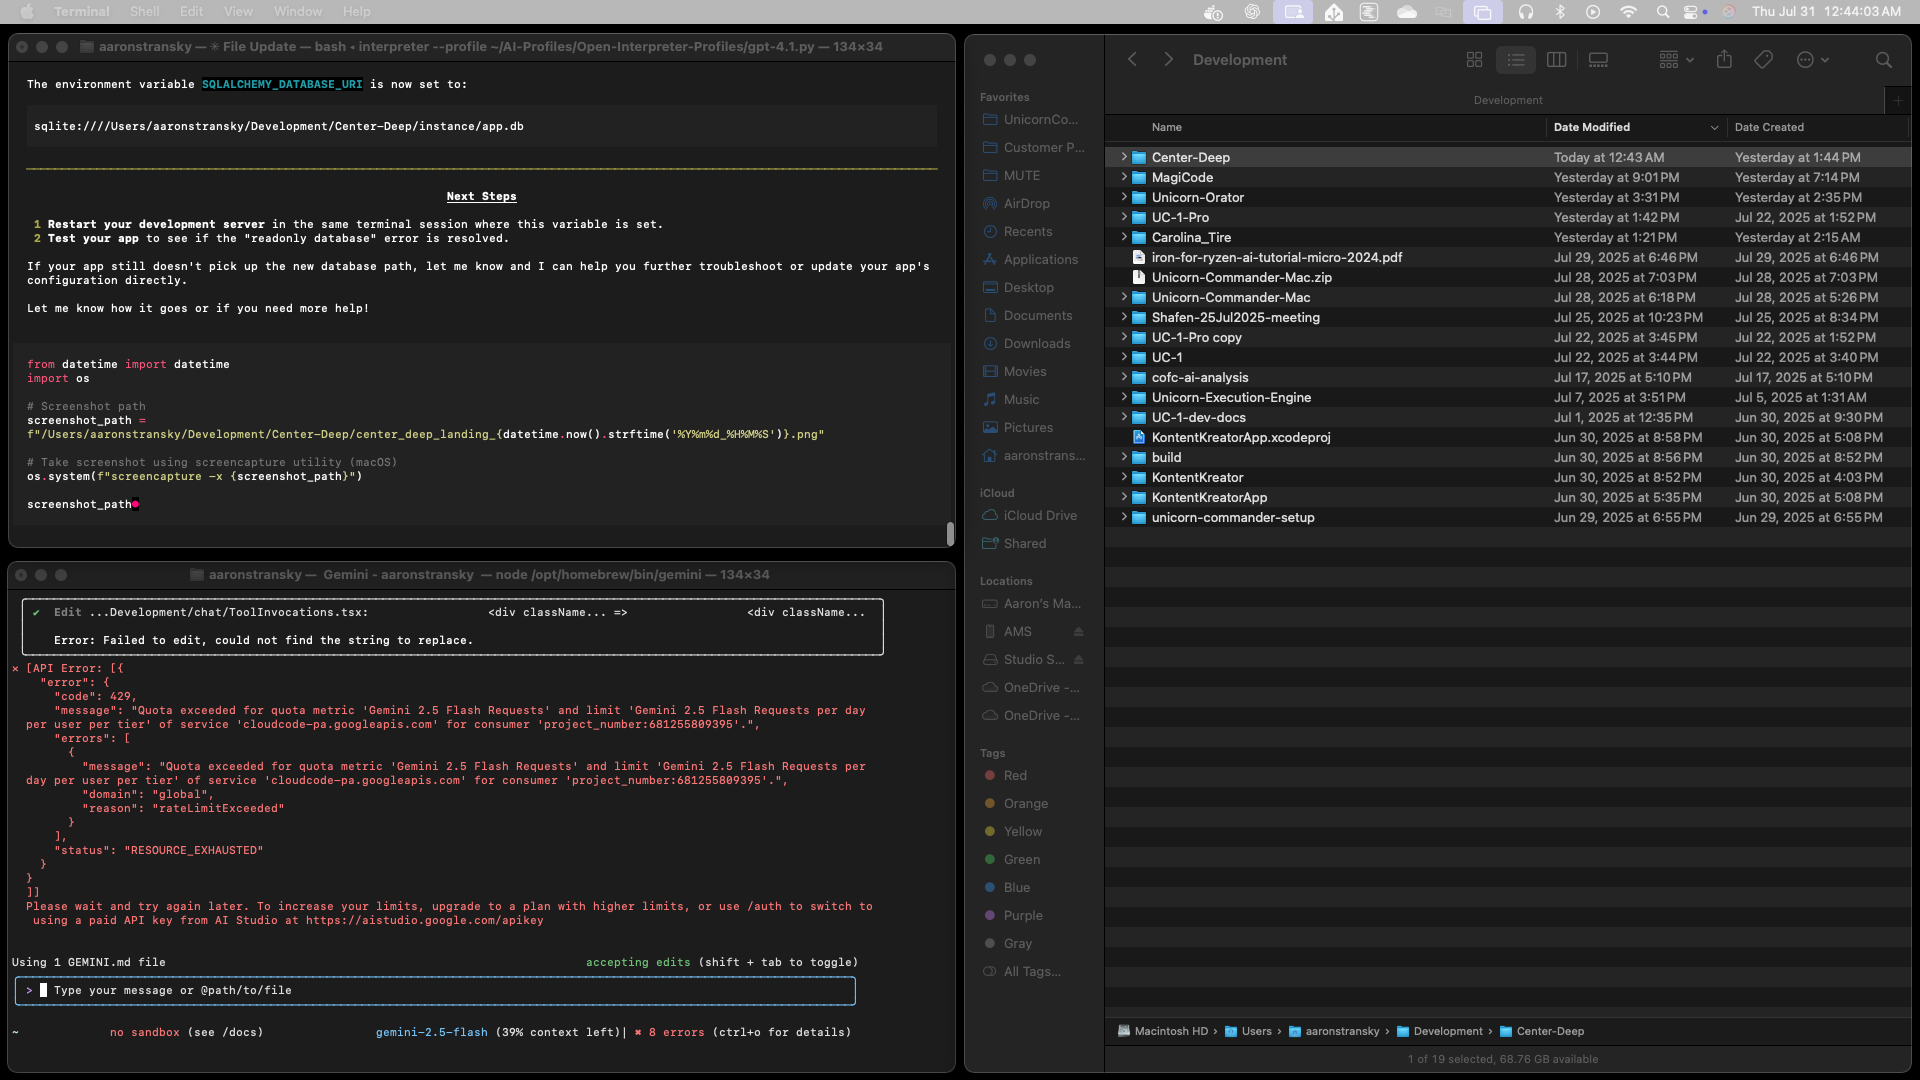 Terminal Shell Edit View Window Help
Thu Jul 31 12:44:03 AM
aaronstransky — ✳ File Update — bash ◂ interpreter --profile ~/AI-Profiles/Open-Interpreter-Profiles/gpt-4.1.py — 134×34
The environment variable SQLALCHEMY_DATABASE_URI is now set to:
sqlite:////Users/aaronstransky/Development/Center-Deep/instance/app.db
Next Steps
1 Restart your development server in the same terminal session where this variable is set.
2 Test your app to see if the "readonly database" error is resolved.
If your app still doesn't pick up the new database path, let me know and I can help you further troubleshoot or update your app's
configuration directly.
Let me know how it goes or if you need more help!
from datetime import datetime
import os
# Screenshot path
screenshot_path =
f"/Users/aaronstransky/Development/Center-Deep/center_deep_landing_{datetime.now().strftime('%Y%m%d_%H%M%S')}.png"
# Take screenshot using screencapture utility (macOS)
os.system(f"screencapture -x {screenshot_path}")
screenshot_path
aaronstransky — Gemini - aaronstransky — node /opt/homebrew/bin/gemini — 134×34
✔ Edit ...Development/chat/ToolInvocations.tsx: <div className... => <div className...
Error: Failed to edit, could not find the string to replace.
✕ [API Error: [{
"error": {
"code": 429,
"message": "Quota exceeded for quota metric 'Gemini 2.5 Flash Requests' and limit 'Gemini 2.5 Flash Requests per day
per user per tier' of service 'cloudcode-pa.googleapis.com' for consumer 'project_number:681255809395'.",
"errors": [
{
"message": "Quota exceeded for quota metric 'Gemini 2.5 Flash Requests' and limit 'Gemini 2.5 Flash Requests per
day per user per tier' of service 'cloudcode-pa.googleapis.com' for consumer 'project_number:681255809395'.",
"domain": "global",
"reason": "rateLimitExceeded"
}
],
"status": "RESOURCE_EXHAUSTED"
}
}
]]
Please wait and try again later. To increase your limits, upgrade to a plan with higher limits, or use /auth to switch to
using a paid API key from AI Studio at https://aistudio.google.com/apikey
Using 1 GEMINI.md file accepting edits (shift + tab to toggle)
> Type your message or @path/to/file
~ no sandbox (see /docs) gemini-2.5-flash (39% context left)| ✖ 8 errors (ctrl+o for details)
Favorites
UnicornCo...
Customer P...
MUTE
AirDrop
Recents
Applications
Desktop
Documents
Downloads
Movies
Music
Pictures
aaronstrans...
iCloud
iCloud Drive
Shared
Locations
Aaron's Ma...
AMS
Studio S...
OneDrive -...
OneDrive -...
Tags
Red
Orange
Yellow
Green
Blue
Purple
Gray
All Tags...
Development
Development
Name Date Modified Date Created
Center-Deep Today at 12:43 AM Yesterday at 1:44 PM
MagiCode Yesterday at 9:01 PM Yesterday at 7:14 PM
Unicorn-Orator Yesterday at 3:31 PM Yesterday at 2:35 PM
UC-1-Pro Yesterday at 1:42 PM Jul 22, 2025 at 1:52 PM
Carolina_Tire Yesterday at 1:21 PM Yesterday at 2:15 AM
iron-for-ryzen-ai-tutorial-micro-2024.pdf Jul 29, 2025 at 6:46 PM Jul 29, 2025 at 6:46 PM
Unicorn-Commander-Mac.zip Jul 28, 2025 at 7:03 PM Jul 28, 2025 at 7:03 PM
Unicorn-Commander-Mac Jul 28, 2025 at 6:18 PM Jul 28, 2025 at 5:26 PM
Shafen-25Jul2025-meeting Jul 25, 2025 at 10:23 PM Jul 25, 2025 at 8:34 PM
UC-1-Pro copy Jul 22, 2025 at 3:45 PM Jul 22, 2025 at 1:52 PM
UC-1 Jul 22, 2025 at 3:44 PM Jul 22, 2025 at 3:40 PM
cofc-ai-analysis Jul 17, 2025 at 5:10 PM Jul 17, 2025 at 5:10 PM
Unicorn-Execution-Engine Jul 7, 2025 at 3:51 PM Jul 5, 2025 at 1:31 AM
UC-1-dev-docs Jul 1, 2025 at 12:35 PM Jun 30, 2025 at 9:30 PM
KontentKreatorApp.xcodeproj Jun 30, 2025 at 8:58 PM Jun 30, 2025 at 5:08 PM
build Jun 30, 2025 at 8:56 PM Jun 30, 2025 at 8:52 PM
KontentKreator Jun 30, 2025 at 8:52 PM Jun 30, 2025 at 4:03 PM
KontentKreatorApp Jun 30, 2025 at 5:35 PM Jun 30, 2025 at 5:08 PM
unicorn-commander-setup Jun 29, 2025 at 6:55 PM Jun 29, 2025 at 6:55 PM
Macintosh HD › Users › aaronstransky › Development › Center-Deep
1 of 19 selected, 68.76 GB available